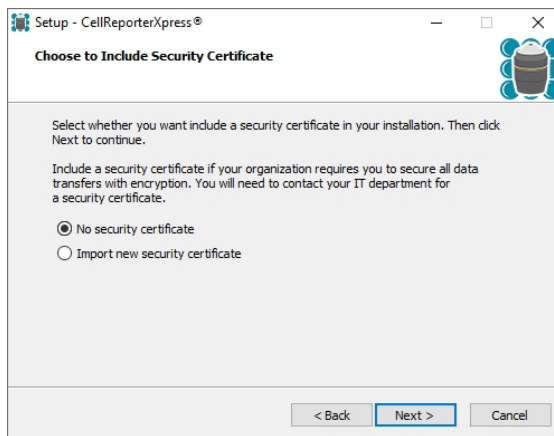 Setup - CellReporterXpress®
Choose to Include Security Certificate
Select whether you want include a security certificate in your installation. Then click
Next to continue.
Include a security certificate if your organization requires you to secure all data
transfers with encryption. You will need to contact your IT department for
a security certificate.
No security certificate
Import new security certificate
< Back
Next >
Cancel